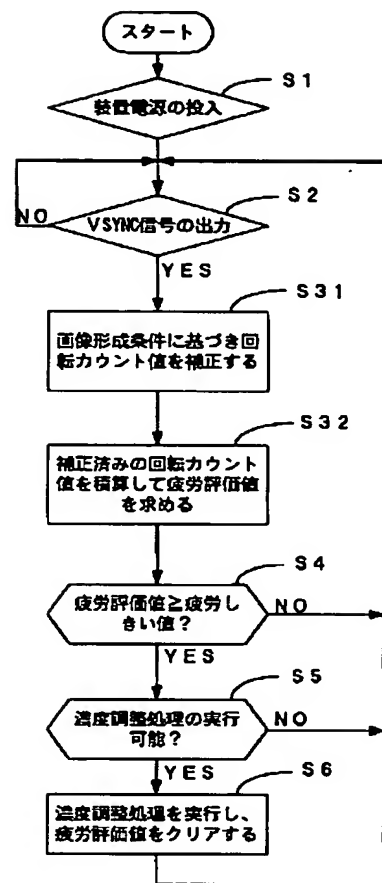 スタート
S1
装置電源の投入
S2
NO
VSYNC信号の出力
YES
S31
画像形成条件に基づき回
転カウント値を補正する
S32
補正済みの回転カウント
値を積算して疲労評価値
を求める
S4
疲労評価値≧疲労し
きい値?
NO
YES
S5
濃度調整処理の実行
可能?
NO
YES
S6
濃度調整処理を実行し、
疲労評価値をクリアする